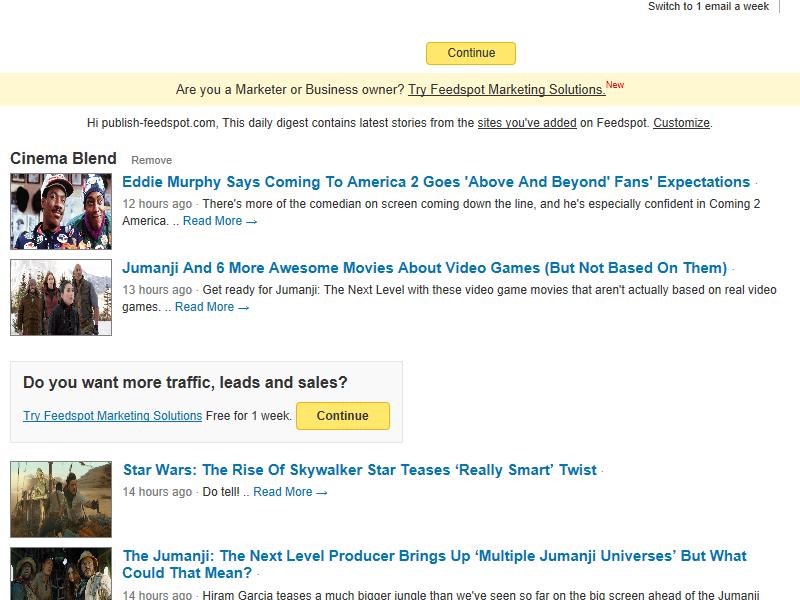 Switch to 1 email a week
Continue
Are you a Marketer or Business owner? Try Feedspot Marketing Solutions.New
Hi publish-feedspot.com, This daily digest contains latest stories from the sites you've added on Feedspot. Customize.
Cinema Blend Remove
Eddie Murphy Says Coming To America 2 Goes 'Above And Beyond' Fans' Expectations ·
12 hours ago · There's more of the comedian on screen coming down the line, and he's especially confident in Coming 2
America. .. Read More →
Jumanji And 6 More Awesome Movies About Video Games (But Not Based On Them) ·
13 hours ago · Get ready for Jumanji: The Next Level with these video game movies that aren't actually based on real video
games. .. Read More →
Do you want more traffic, leads and sales?
Try Feedspot Marketing Solutions Free for 1 week. Continue
Star Wars: The Rise Of Skywalker Star Teases ‘Really Smart’ Twist ·
14 hours ago · Do tell! .. Read More →
The Jumanji: The Next Level Producer Brings Up ‘Multiple Jumanji Universes’ But What
Could That Mean? ·
14 hours ago · Hiram Garcia teases a much bigger jungle than we've seen so far on the big screen ahead of the Jumanji